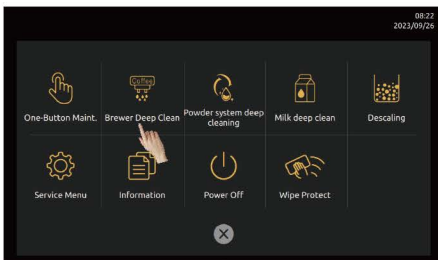 08:22
2023/09/26
Coffee
One-Button Maint.
Brewer Deep Clean
Powder system deep
cleaning
Milk deep clean
Descaling
Service Menu
Information
Power Off
Wipe Protect